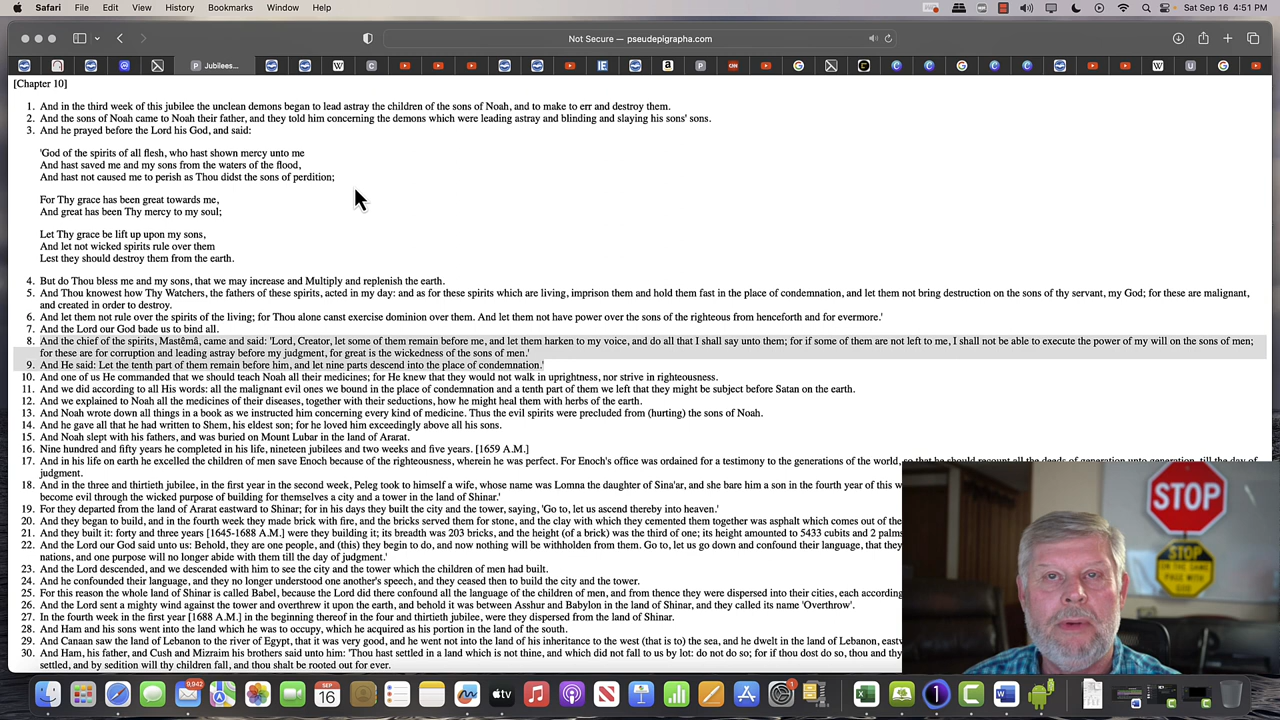 Safari File Edit View History Bookmarks Window Help Sat Sep 16 4:51 PM
Not Secure — pseudepigrapha.com
Jubilees...
[Chapter 10]
1. And in the third week of this jubilee the unclean demons began to lead astray the children of the sons of Noah, and to make to err and destroy them.
2. And the sons of Noah came to Noah their father, and they told him concerning the demons which were leading astray and blinding and slaying his sons' sons.
3. And he prayed before the Lord his God, and said:
'God of the spirits of all flesh, who hast shown mercy unto me
And hast saved me and my sons from the waters of the flood,
And hast not caused me to perish as Thou didst the sons of perdition;
For Thy grace has been great towards me,
And great has been Thy mercy to my soul;
Let Thy grace be lift up upon my sons,
And let not wicked spirits rule over them
Lest they should destroy them from the earth.
4. But do Thou bless me and my sons, that we may increase and Multiply and replenish the earth.
5. And Thou knowest how Thy Watchers, the fathers of these spirits, acted in my day: and as for these spirits which are living, imprison them and hold them fast in the place of condemnation, and let them not bring destruction on the sons of thy servant, my God; for these are malignant,
and created in order to destroy.
6. And let them not rule over the spirits of the living; for Thou alone canst exercise dominion over them. And let them not have power over the sons of the righteous from henceforth and for evermore.'
7. And the Lord our God bade us to bind all.
8. And the chief of the spirits, Mastêmâ, came and said: 'Lord, Creator, let some of them remain before me, and let them harken to my voice, and do all that I shall say unto them; for if some of them are not left to me, I shall not be able to execute the power of my will on the sons of men;
for these are for corruption and leading astray before my judgment, for great is the wickedness of the sons of men.'
9. And He said: Let the tenth part of them remain before him, and let nine parts descend into the place of condemnation.'
10. And one of us He commanded that we should teach Noah all their medicines; for He knew that they would not walk in uprightness, nor strive in righteousness.
11. And we did according to all His words: all the malignant evil ones we bound in the place of condemnation and a tenth part of them we left that they might be subject before Satan on the earth.
12. And we explained to Noah all the medicines of their diseases, together with their seductions, how he might heal them with herbs of the earth.
13. And Noah wrote down all things in a book as we instructed him concerning every kind of medicine. Thus the evil spirits were precluded from (hurting) the sons of Noah.
14. And he gave all that he had written to Shem, his eldest son; for he loved him exceedingly above all his sons.
15. And Noah slept with his fathers, and was buried on Mount Lubar in the land of Ararat.
16. Nine hundred and fifty years he completed in his life, nineteen jubilees and two weeks and five years. [1659 A.M.]
17. And in his life on earth he excelled the children of men save Enoch because of the righteousness, wherein he was perfect. For Enoch's office was ordained for a testimony to the generations of the world, so that he should recount all the deeds of generation unto generation, till the day of
judgment.
18. And in the three and thirtieth jubilee, in the first year in the second week, Peleg took to himself a wife, whose name was Lomna the daughter of Sina'ar, and she bare him a son in the fourth year of this w
become evil through the wicked purpose of building for themselves a city and a tower in the land of Shinar.'
19. For they departed from the land of Ararat eastward to Shinar; for in his days they built the city and the tower, saying, 'Go to, let us ascend thereby into heaven.'
20. And they began to build, and in the fourth week they made brick with fire, and the bricks served them for stone, and the clay with which they cemented them together was asphalt which comes out of the
21. And they built it: forty and three years [1645-1688 A.M.] were they building it; its breadth was 203 bricks, and the height (of a brick) was the third of one; its height amounted to 5433 cubits and 2 palms
22. And the Lord our God said unto us: Behold, they are one people, and (this) they begin to do, and now nothing will be withholden from them. Go to, let us go down and confound their language, that they
nations, and one purpose will no longer abide with them till the day of judgment.'
23. And the Lord descended, and we descended with him to see the city and the tower which the children of men had built.
24. And he confounded their language, and they no longer understood one another's speech, and they ceased then to build the city and the tower.
25. For this reason the whole land of Shinar is called Babel, because the Lord did there confound all the language of the children of men, and from thence they were dispersed into their cities, each according
26. And the Lord sent a mighty wind against the tower and overthrew it upon the earth, and behold it was between Asshur and Babylon in the land of Shinar, and they called its name 'Overthrow'.
27. In the fourth week in the first year [1688 A.M.] in the beginning thereof in the four and thirtieth jubilee, were they dispersed from the land of Shinar.
28. And Ham and his sons went into the land which he was to occupy, which he acquired as his portion in the land of the south.
29. And Canaan saw the land of Lebanon to the river of Egypt, that it was very good, and he went not into the land of his inheritance to the west (that is to) the sea, and he dwelt in the land of Lebanon, eastw
30. And Ham, his father, and Cush and Mizraim his brothers said unto him: 'Thou hast settled in a land which is not thine, and which did not fall to us by lot: do not do so; for if thou dost do so, thou and thy
settled, and by sedition will thy children fall, and thou shalt be rooted out for ever.
STOP
STOP
ON THE
SAME PAGE
WITH
GOD
9,942
SEP
16
tv
1